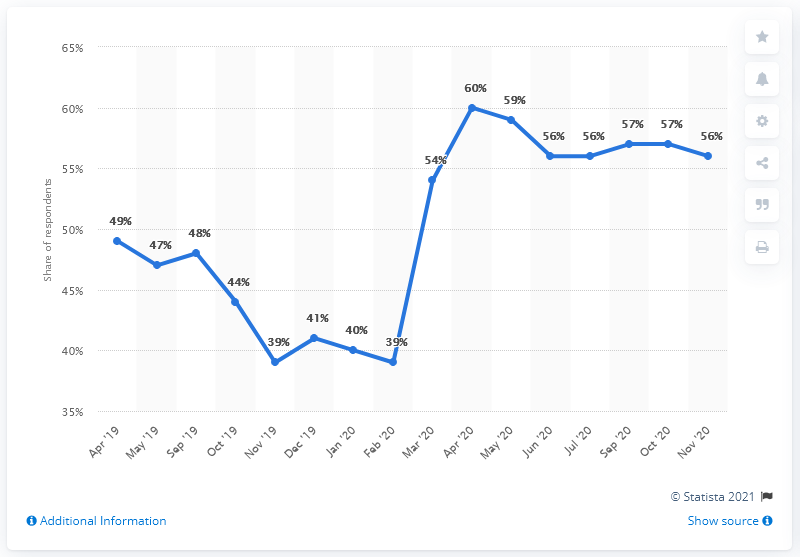 65%
60%
55%
50%
45%
40%
35%
Share of respondents
49%
47%
48%
44%
39%
41%
40%
39%
54%
60%
59%
56%
56%
57%
57%
56%
Apr '19
May '19
Sep '19
Oct '19
Nov '19
Dec '19
Jan '20
Feb '20
Mar '20
Apr '20
May '20
Jun '20
Jul '20
Sep '20
Oct '20
Nov '20
© Statista 2021
Additional Information
Show source